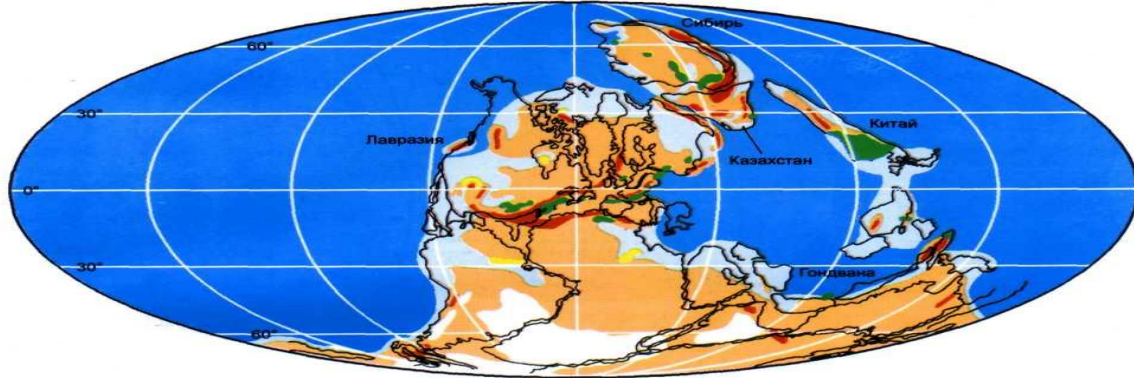 Сибирь
60°
30°
Китай
Лавразия
Казахстан
0°
30°
Гондвана
60°